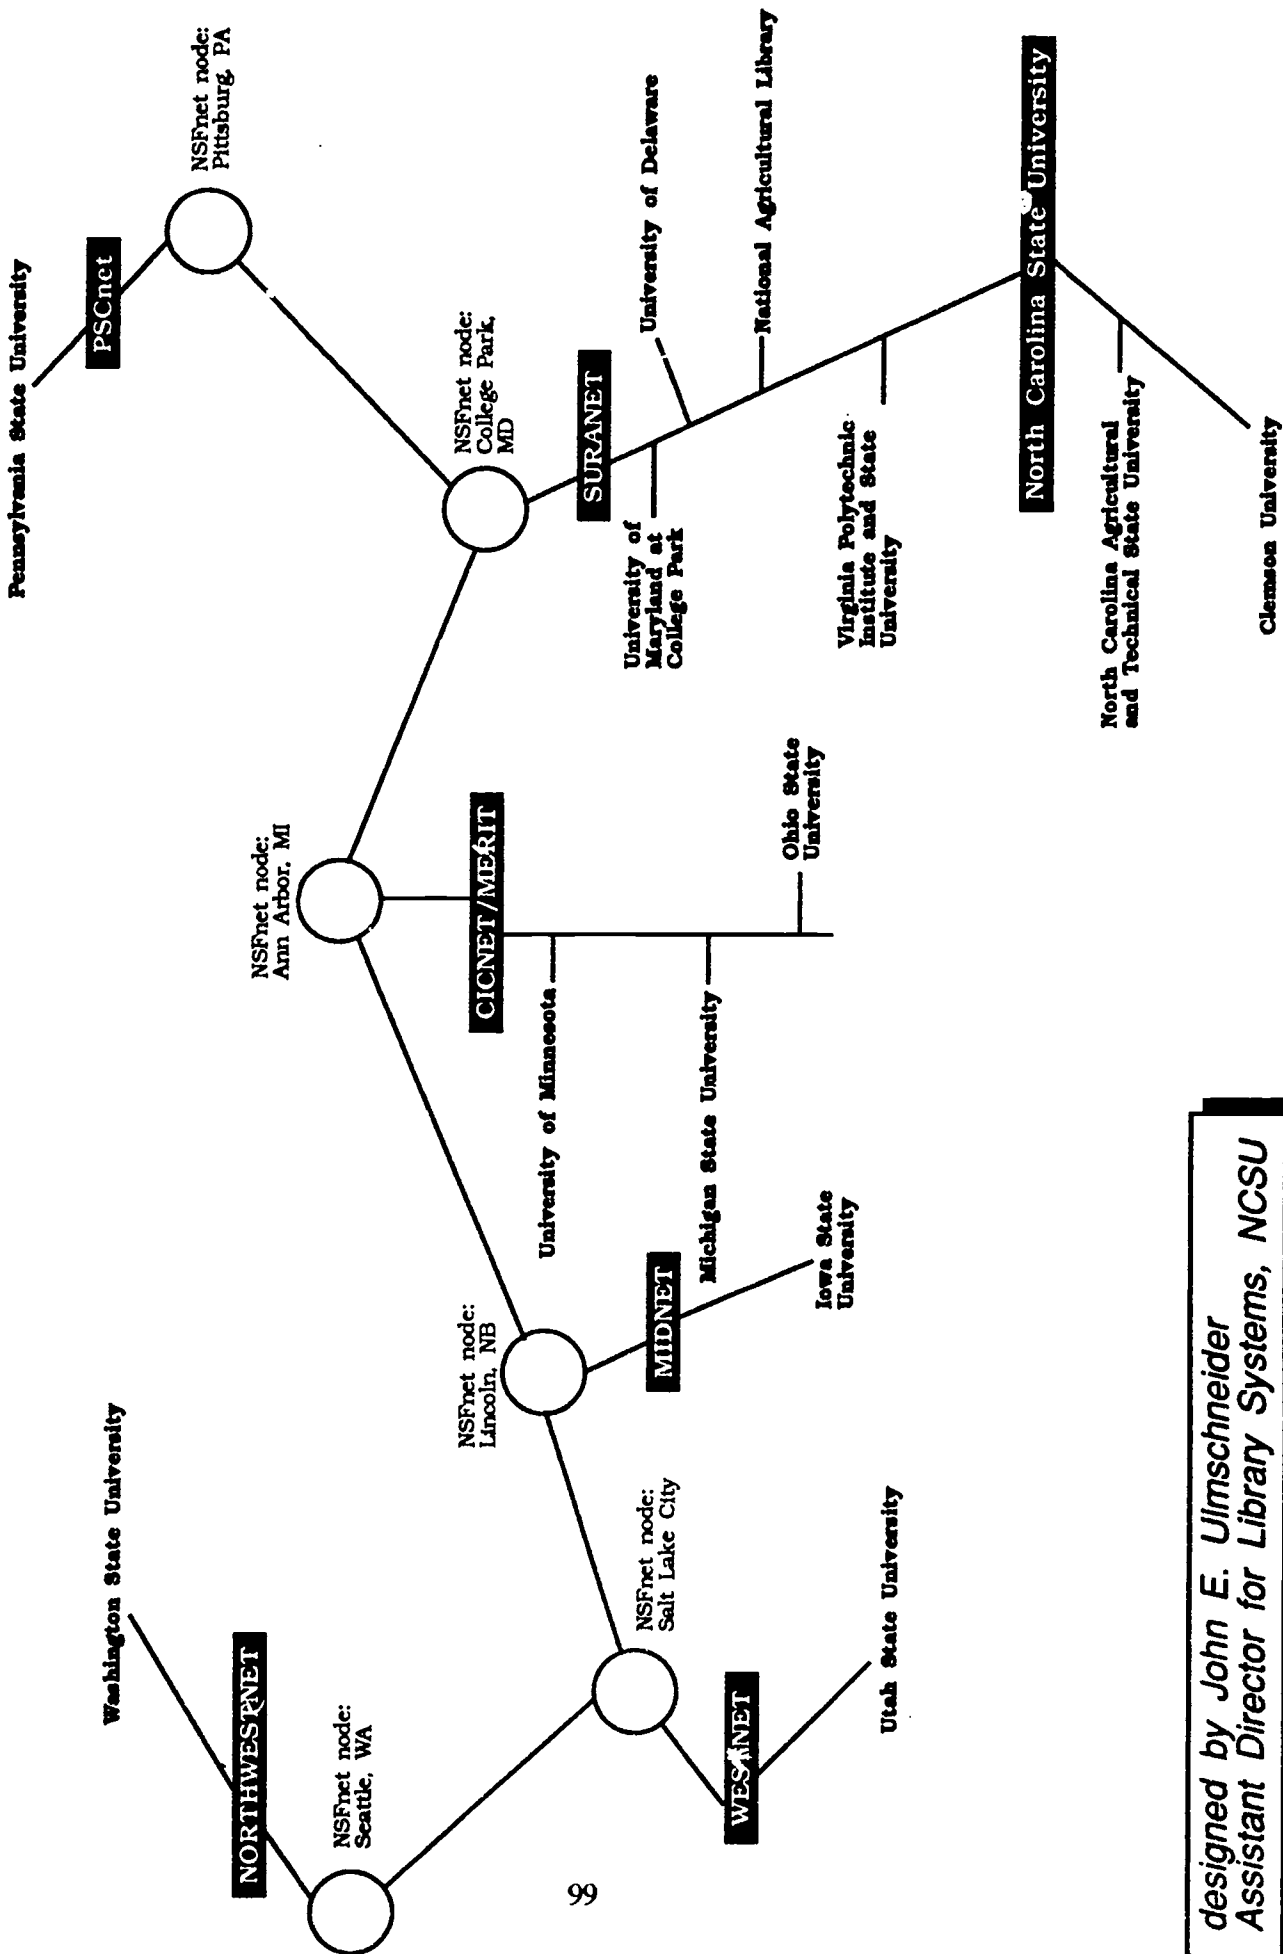 Pennsylvania State University
PSCnet
NSFnet node:
Pittsburg, PA
Washington State University
NORTHWESTNET
NSFnet node:
Seattle, WA
NSFnet node:
Salt Lake City
WESTNET
Utah State University
NSFnet node:
Lincoln, NB
MIDNET
Iowa State
University
NSFnet node:
Ann Arbor, MI
CICNET/MERIT
University of Minnesota
Michigan State University
Ohio State
University
NSFnet node:
College Park,
MD
SURANET
University of
Maryland at
College Park
University of Delaware
National Agricultural Library
Virginia Polytechnic
Institute and State
University
North Carolina State University
North Carolina Agricultural
and Technical State University
Clemson University
designed by John E. Ulmschneider
Assistant Director for Library Systems, NCSU
99